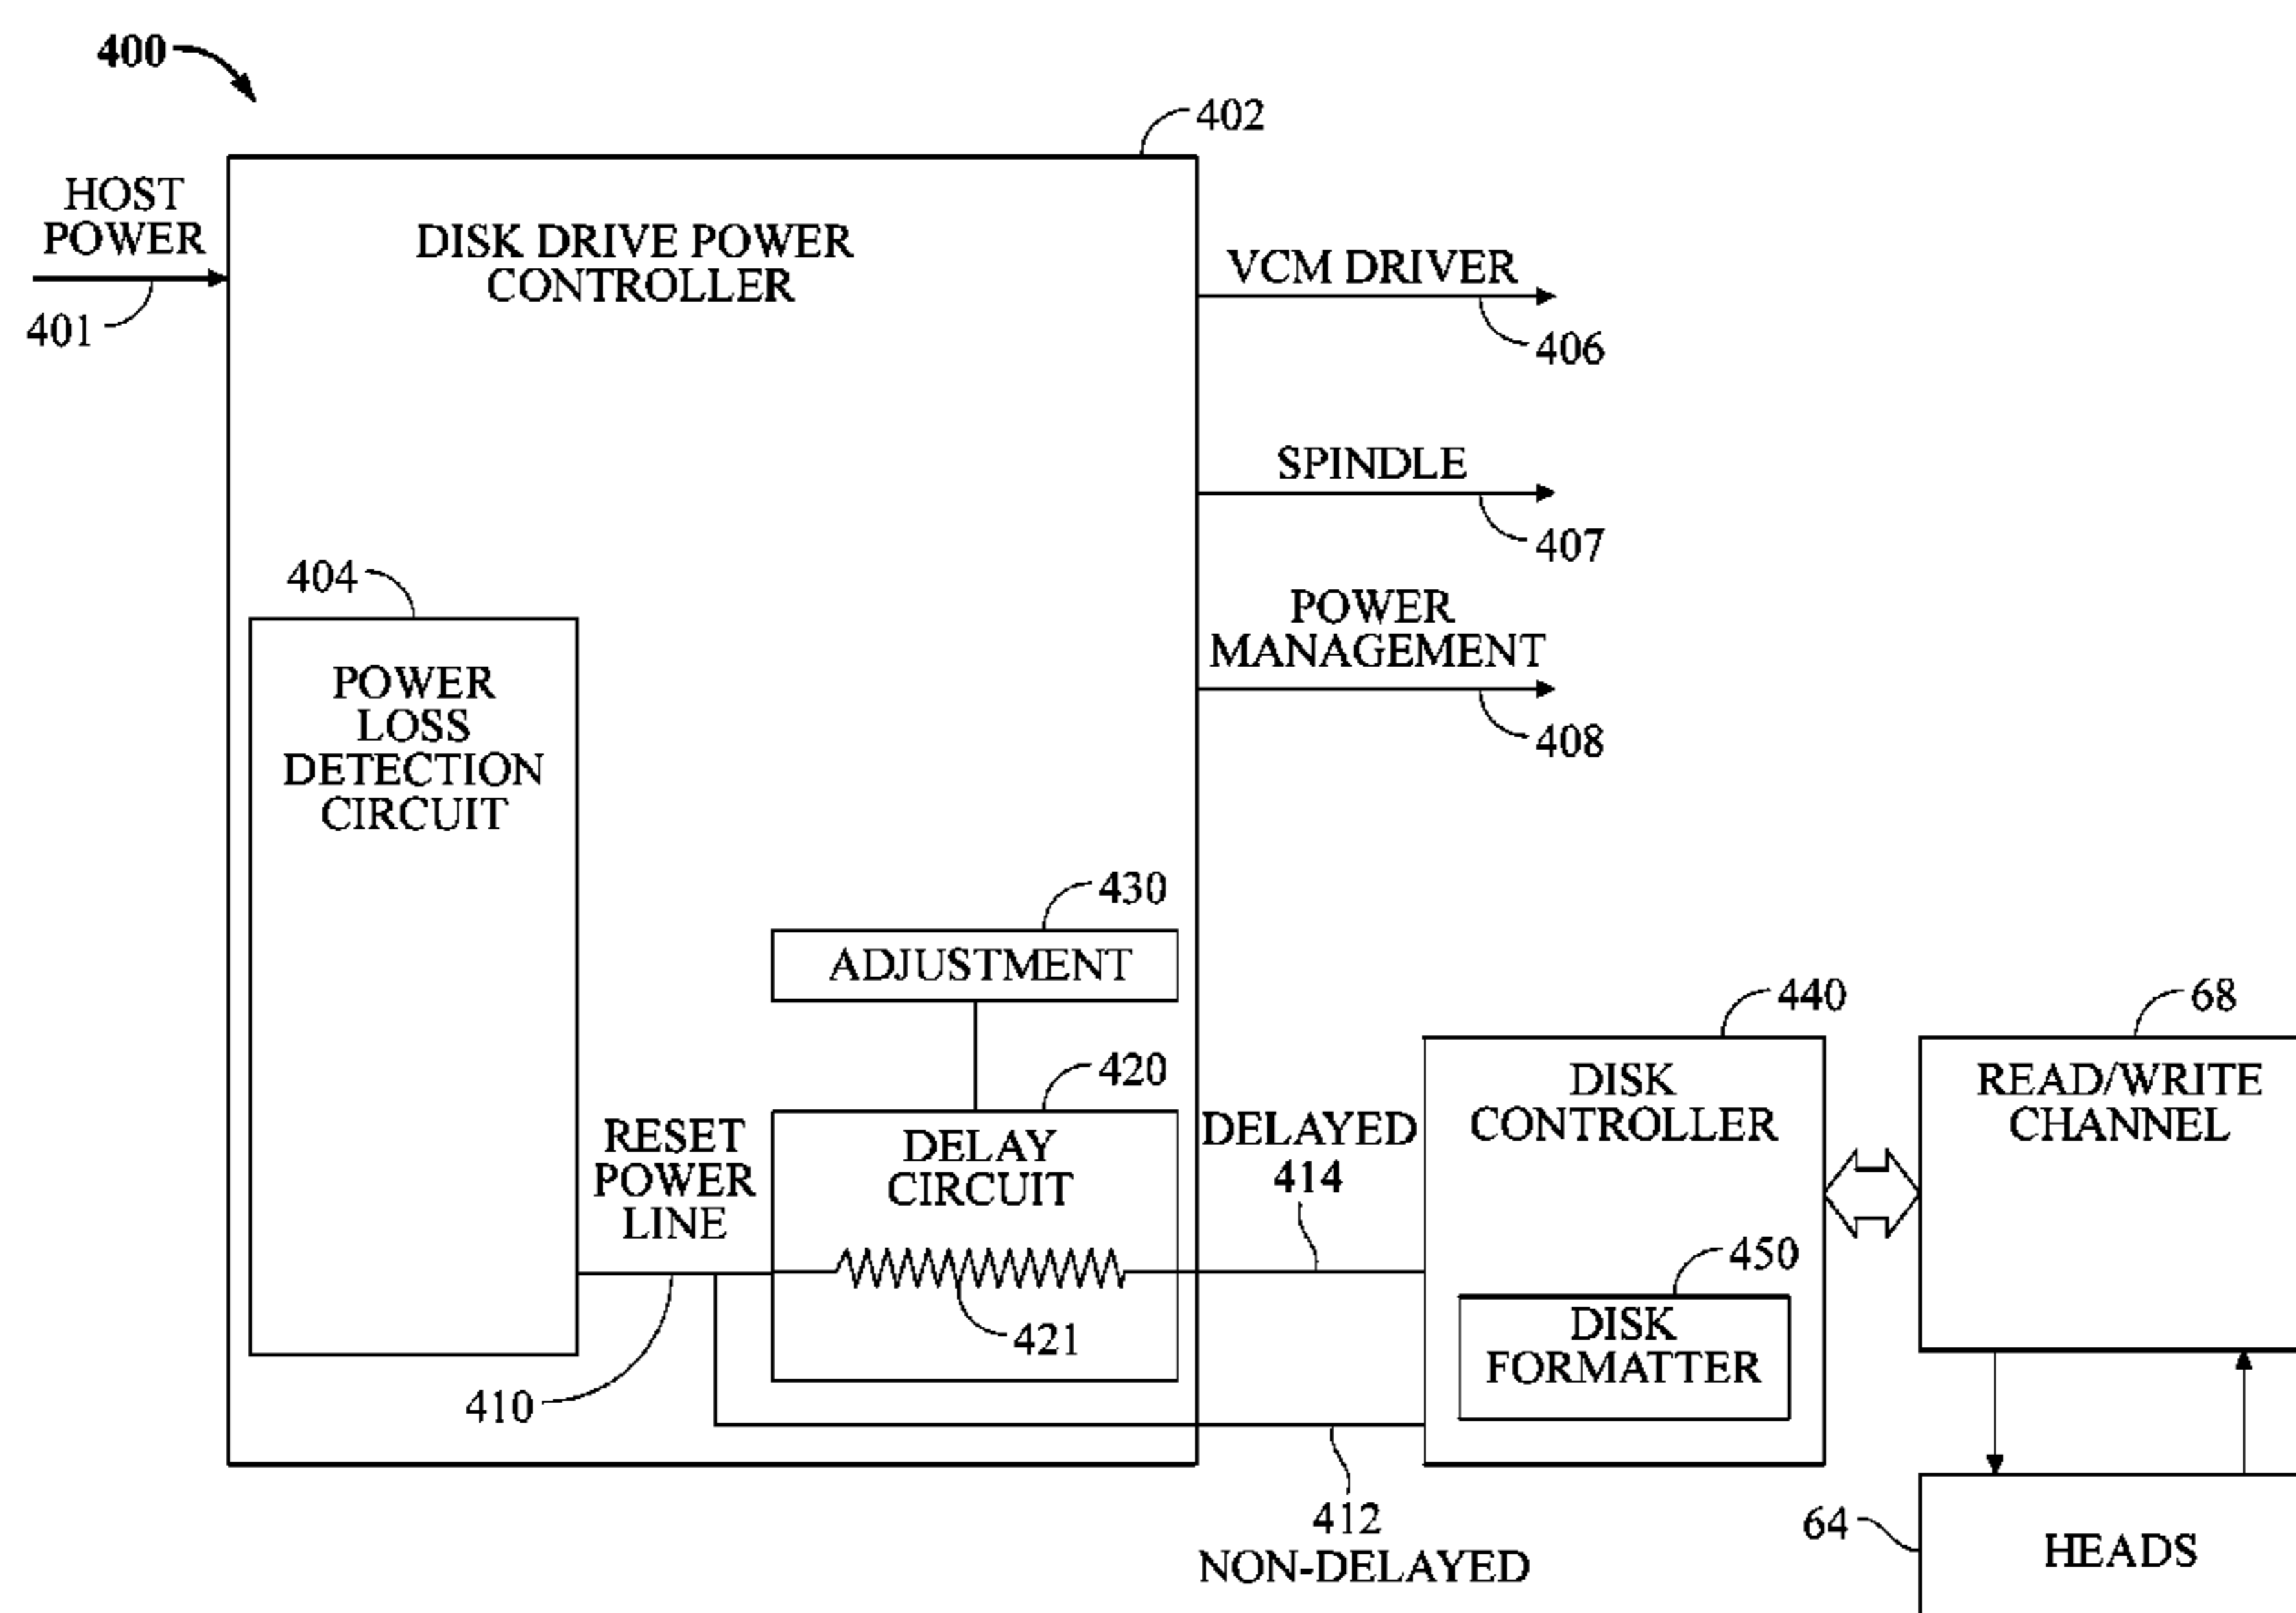 400
402
HOST
POWER
401
DISK DRIVE POWER
CONTROLLER
VCM DRIVER
406
SPINDLE
407
POWER
MANAGEMENT
408
404
POWER
LOSS
DETECTION
CIRCUIT
430
ADJUSTMENT
420
DELAY
CIRCUIT
421
RESET
POWER
LINE
410
DELAYED
414
412
NON-DELAYED
440
DISK
CONTROLLER
450
DISK
FORMATTER
68
READ/WRITE
CHANNEL
64
HEADS